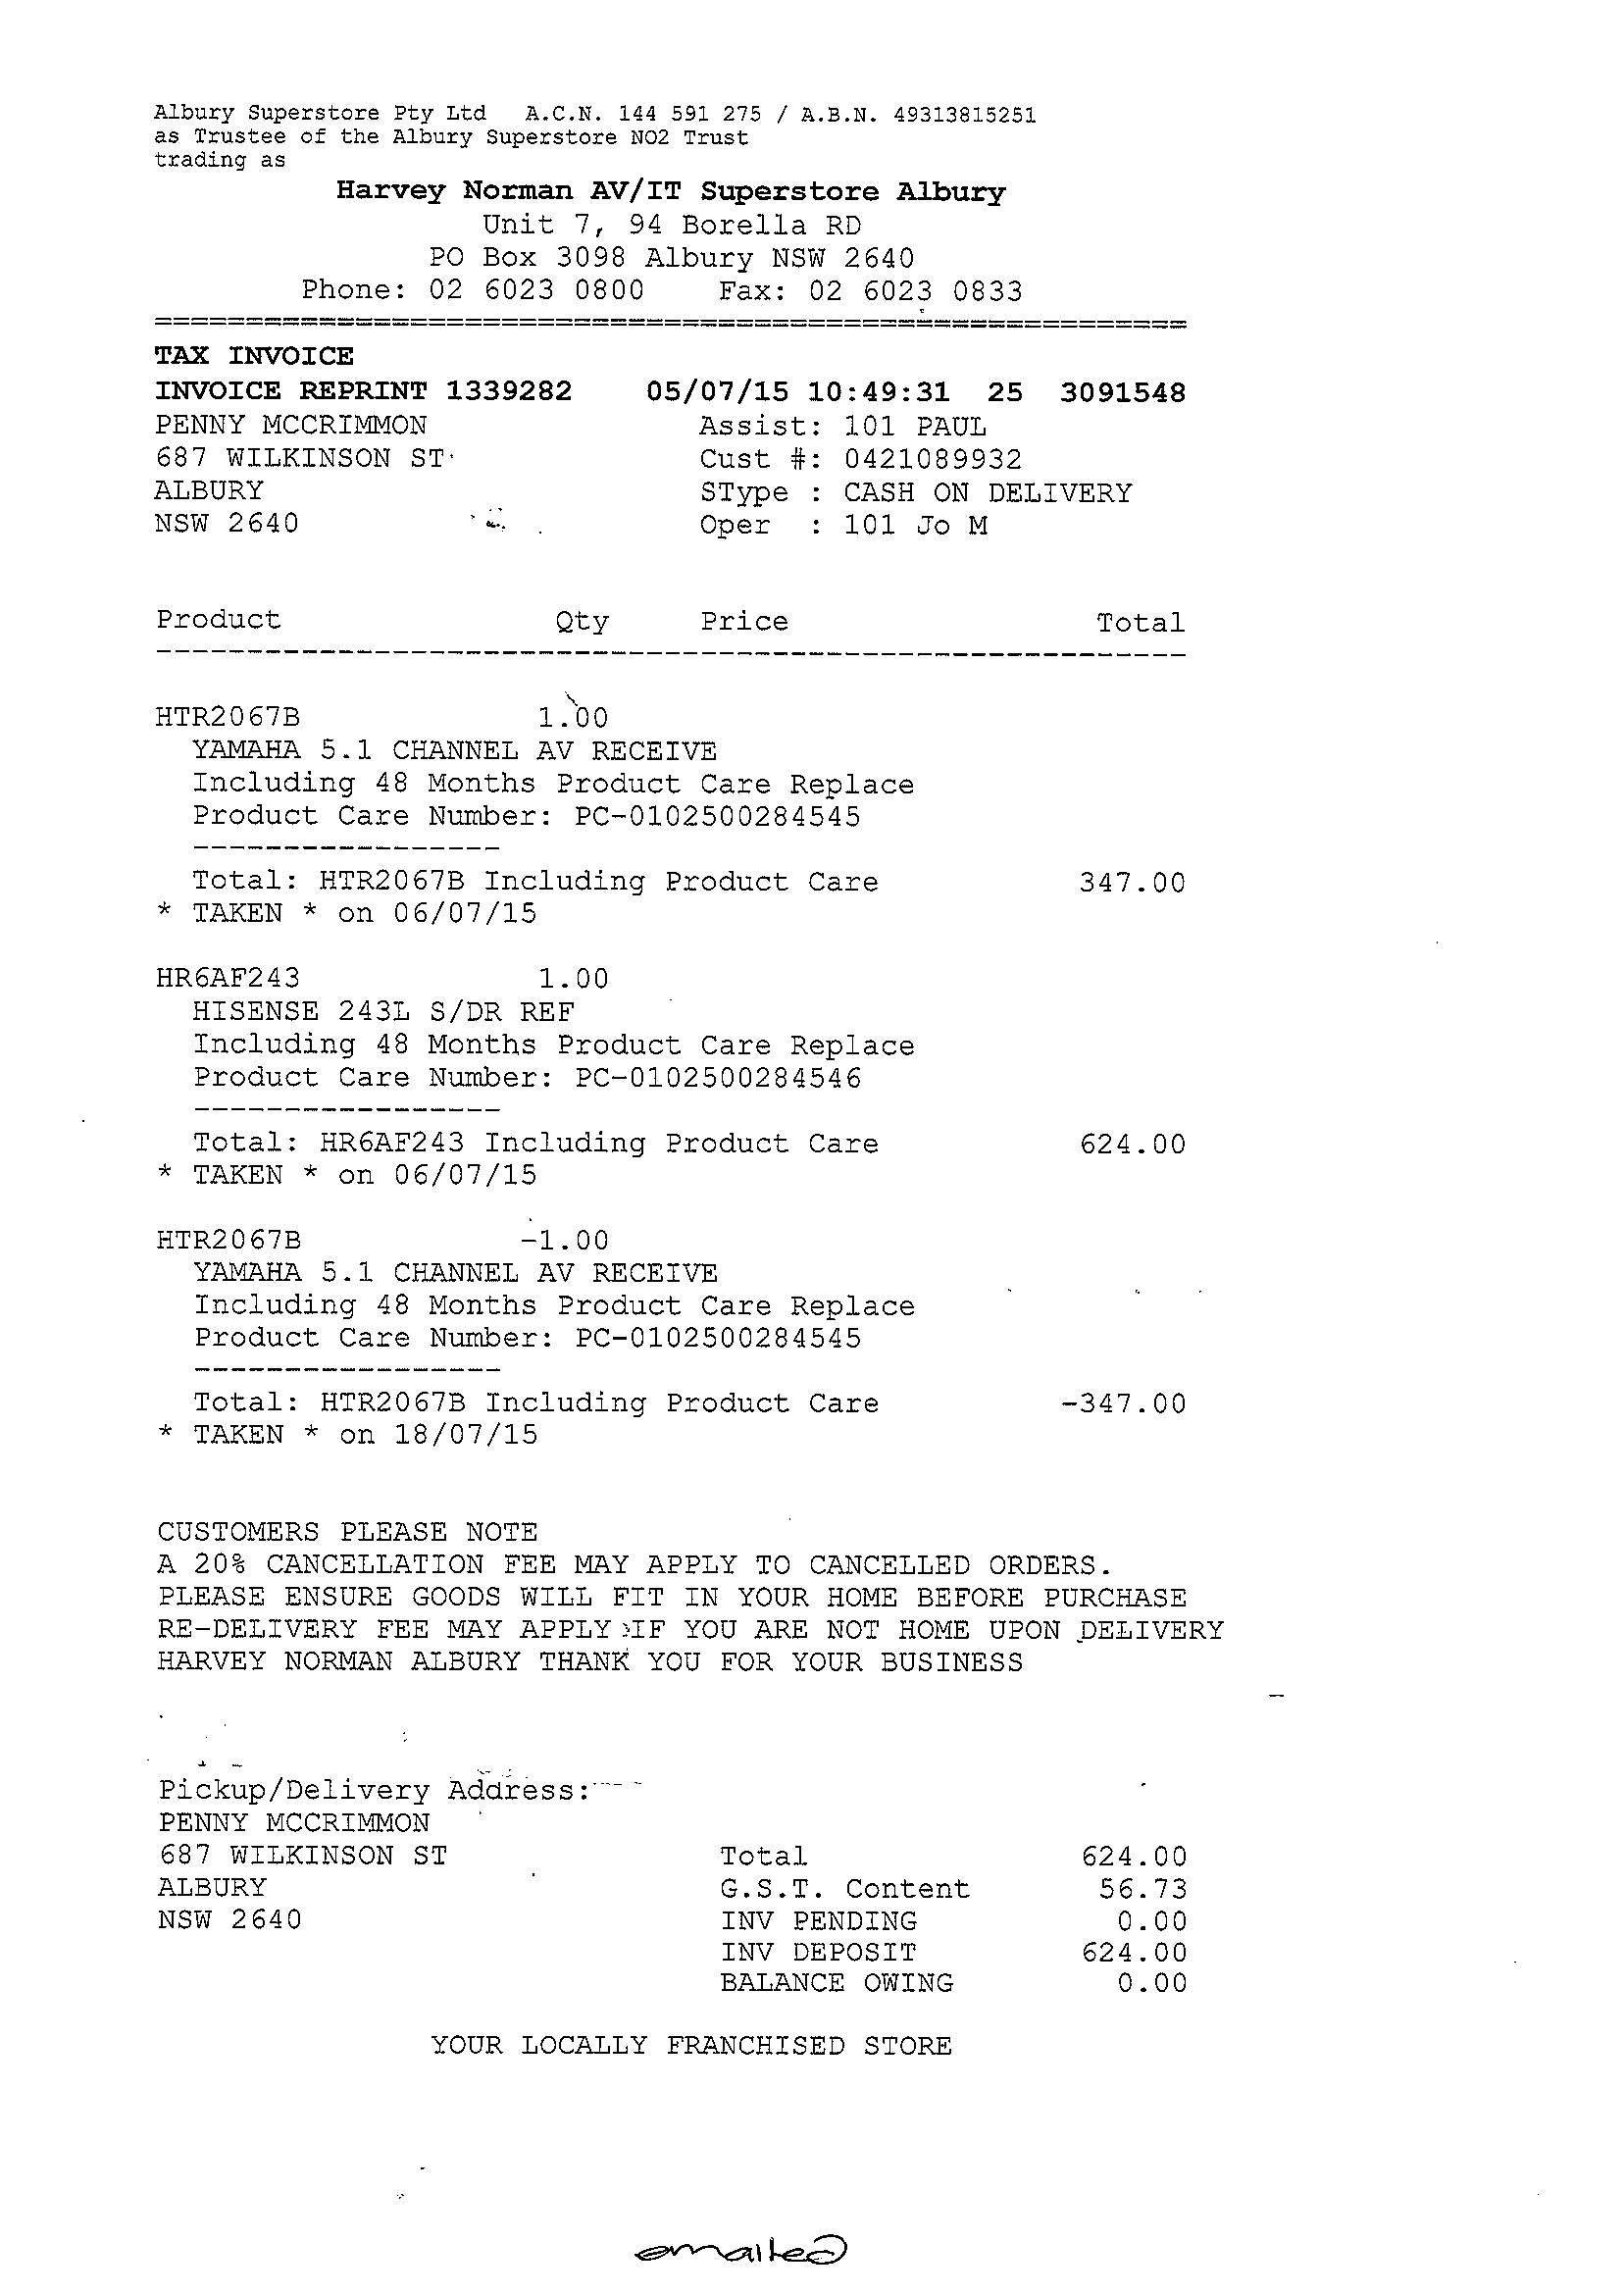 Albury Superstore Pty Ltd   A.C.N. 144 591 275 / A.B.N. 49313815251
as Trustee of the Albury Superstore NO2 Trust
trading as
Harvey Norman AV/IT Superstore Albury
Unit 7, 94 Borella RD
PO Box 3098 Albury NSW 2640
Phone: 02 6023 0800    Fax: 02 6023 0833
TAX INVOICE
INVOICE REPRINT 1339282    05/07/15 10:49:31  25  3091548
PENNY MCCRIMMON    Assist: 101 PAUL
687 WILKINSON ST    Cust #: 0421089932
ALBURY    SType : CASH ON DELIVERY
NSW 2640    Oper  : 101 Jo M
Product    Qty    Price    Total
HTR2067B    1.00
YAMAHA 5.1 CHANNEL AV RECEIVE
Including 48 Months Product Care Replace
Product Care Number: PC-0102500284545
-----------------
Total: HTR2067B Including Product Care    347.00
* TAKEN * on 06/07/15
HR6AF243    1.00
HISENSE 243L S/DR REF
Including 48 Months Product Care Replace
Product Care Number: PC-0102500284546
-----------------
Total: HR6AF243 Including Product Care    624.00
* TAKEN * on 06/07/15
HTR2067B    -1.00
YAMAHA 5.1 CHANNEL AV RECEIVE
Including 48 Months Product Care Replace
Product Care Number: PC-0102500284545
-----------------
Total: HTR2067B Including Product Care    -347.00
* TAKEN * on 18/07/15
CUSTOMERS PLEASE NOTE
A 20% CANCELLATION FEE MAY APPLY TO CANCELLED ORDERS.
PLEASE ENSURE GOODS WILL FIT IN YOUR HOME BEFORE PURCHASE
RE-DELIVERY FEE MAY APPLY IF YOU ARE NOT HOME UPON DELIVERY
HARVEY NORMAN ALBURY THANK YOU FOR YOUR BUSINESS
Pickup/Delivery Address:
PENNY MCCRIMMON
687 WILKINSON ST    Total    624.00
ALBURY    G.S.T. Content    56.73
NSW 2640    INV PENDING    0.00
INV DEPOSIT    624.00
BALANCE OWING    0.00
YOUR LOCALLY FRANCHISED STORE
emailed